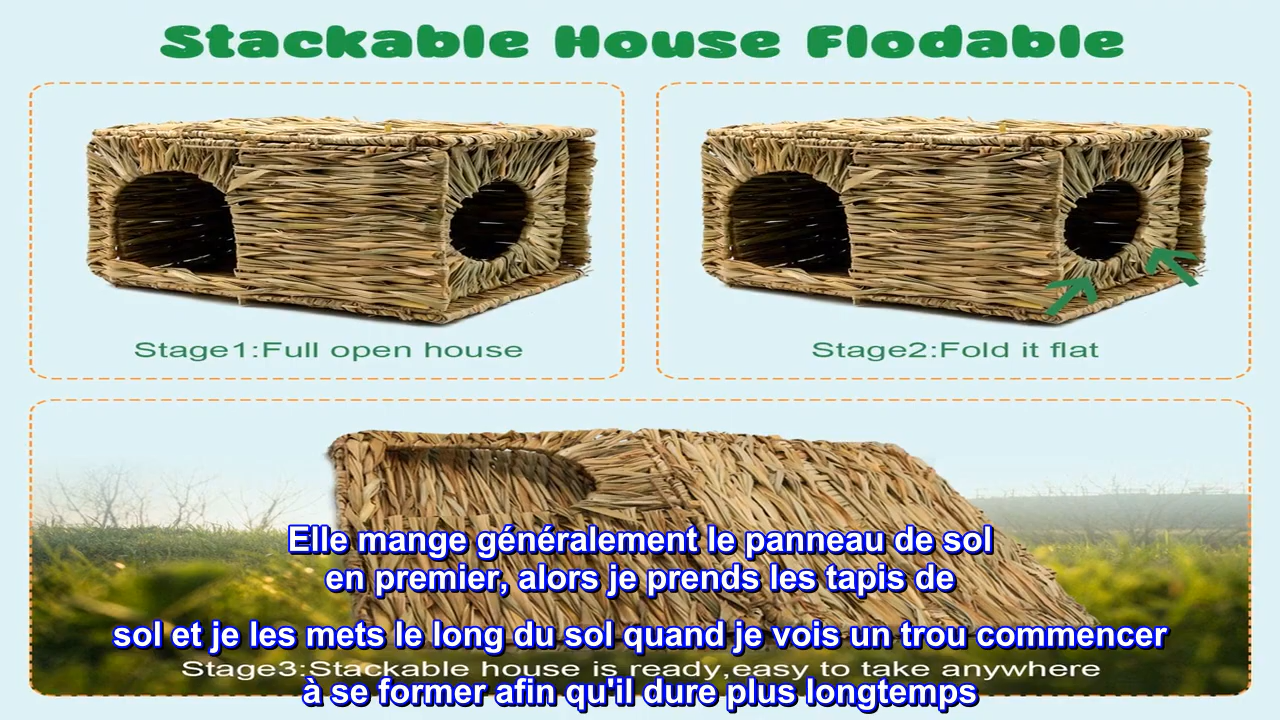 Stackable House Flodable
Stage1:Full open house
Stage2:Fold it flat
Elle mange généralement le panneau de sol
en premier, alors je prends les tapis de
sol et je les mets le long du sol quand je vois un trou commencer
Stage3:Stackable house is ready,easy to take anywhere
à se former afin qu'il dure plus longtemps